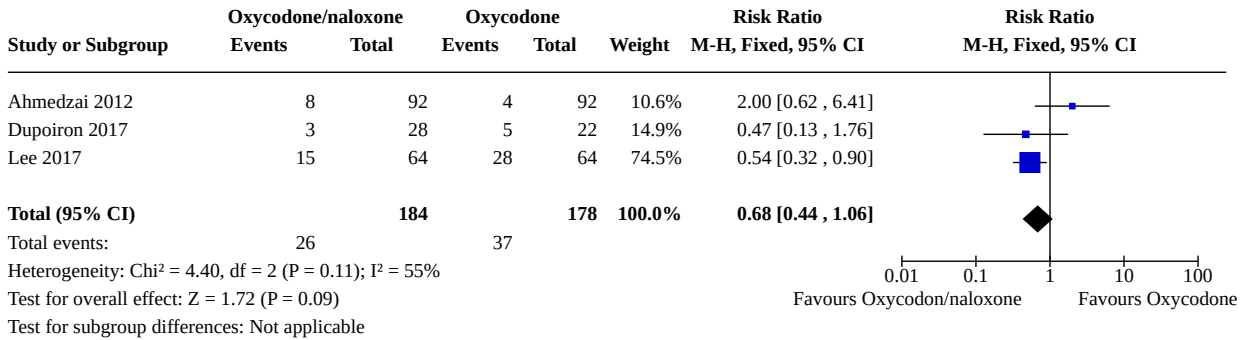 Oxycodone/naloxone Oxycodone Risk Ratio Risk Ratio
Study or Subgroup Events Total Events Total Weight M-H, Fixed, 95% CI M-H, Fixed, 95% CI
Ahmedzai 2012 8 92 4 92 10.6% 2.00 [0.62 , 6.41]
Dupoiron 2017 3 28 5 22 14.9% 0.47 [0.13 , 1.76]
Lee 2017 15 64 28 64 74.5% 0.54 [0.32 , 0.90]
Total (95% CI) 184 178 100.0% 0.68 [0.44 , 1.06]
Total events: 26 37
Heterogeneity: Chi² = 4.40, df = 2 (P = 0.11); I² = 55%
0.01 0.1 1 10 100
Test for overall effect: Z = 1.72 (P = 0.09) Favours Oxycodon/naloxone Favours Oxycodone
Test for subgroup differences: Not applicable